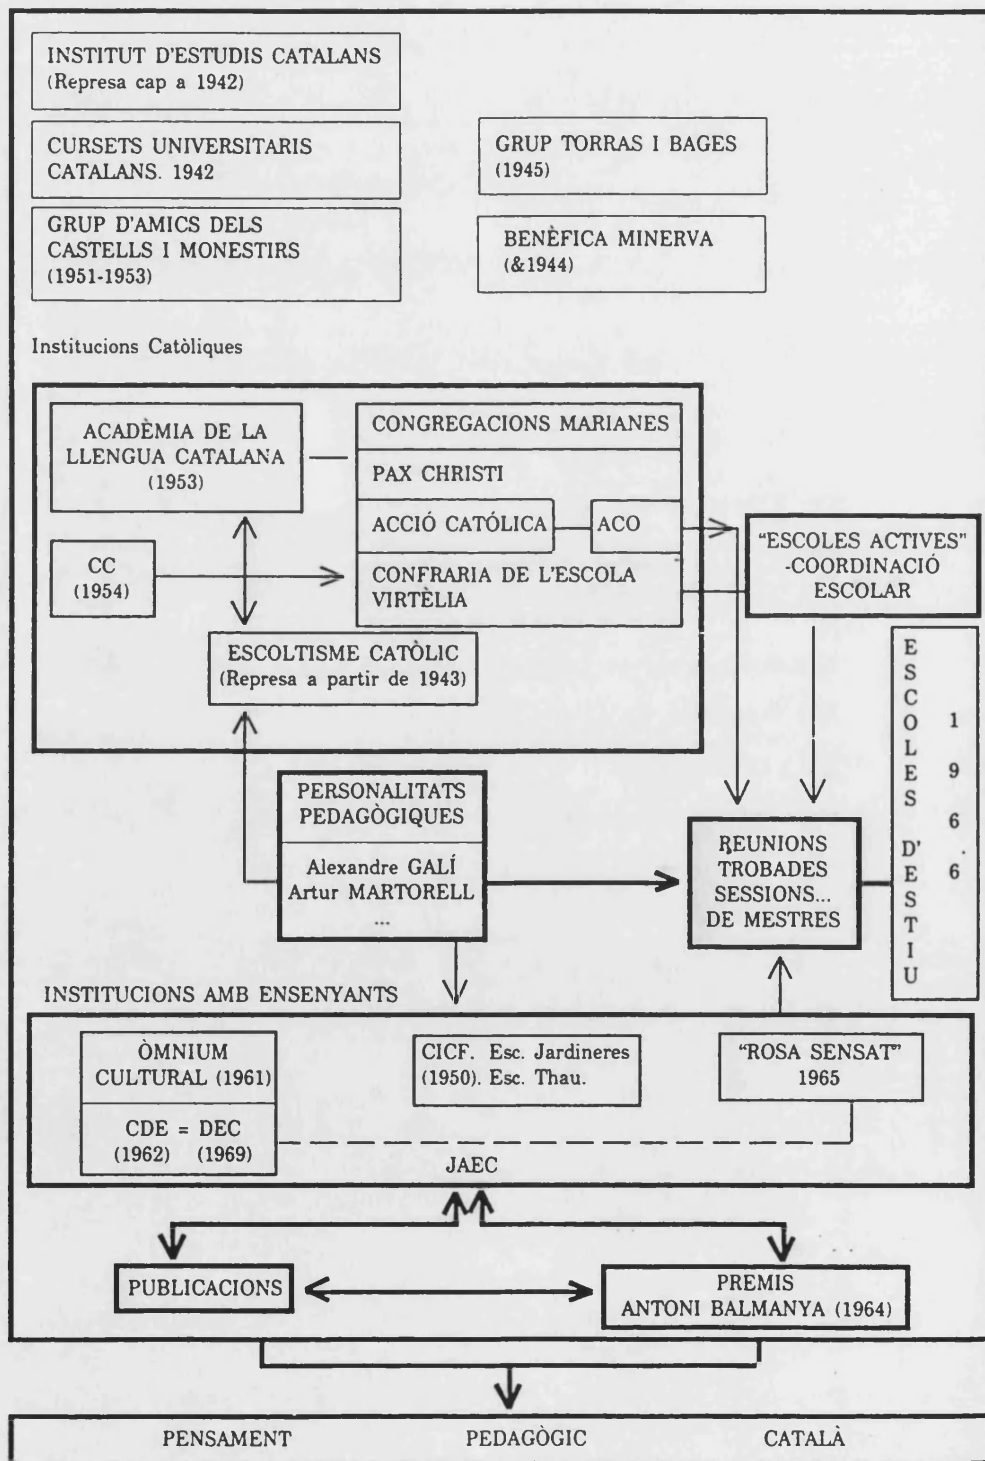 INSTITUT D'ESTUDIS CATALANS
(Represa cap a 1942)
CURSETS UNIVERSITARIS
CATALANS. 1942
GRUP D'AMICS DELS
CASTELLS I MONESTIRS
(1951-1953)
GRUP TORRAS I BAGES
(1945)
BENÈFICA MINERVA
(&1944)
Institucions Catòliques
ACADÈMIA DE LA
LLENGUA CATALANA
(1953)
CC
(1954)
CONGREGACIONS MARIANES
PAX CHRISTI
ACCIÓ CATÓLICA
ACO
CONFRARIA DE L'ESCOLA
VIRTÈLIA
ESCOLTISME CATÒLIC
(Represa a partir de 1943)
"ESCOLES ACTIVES"
-COORDINACIÓ
ESCOLAR
ESCOLES D'ESTIU
1966
PERSONALITATS
PEDAGÒGIQUES
Alexandre GALÍ
Artur MARTORELL
...
REUNIONS
TROBADES
SESSIONS...
DE MESTRES
INSTITUCIONS AMB ENSENYANTS
ÒMNIUM
CULTURAL (1961)
CDE = DEC
(1962) (1969)
CICF. Esc. Jardineres
(1950). Esc. Thau.
"ROSA SENSAT"
1965
JAEC
PUBLICACIONS
PREMIS
ANTONI BALMANYA (1964)
PENSAMENT PEDAGÒGIC CATALÀ